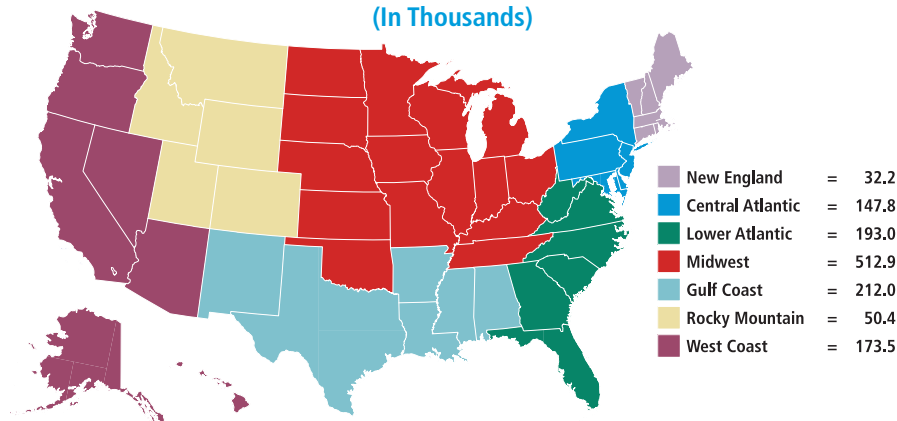 (In Thousands)
New England = 32.2
Central Atlantic = 147.8
Lower Atlantic = 193.0
Midwest = 512.9
Gulf Coast = 212.0
Rocky Mountain = 50.4
West Coast = 173.5